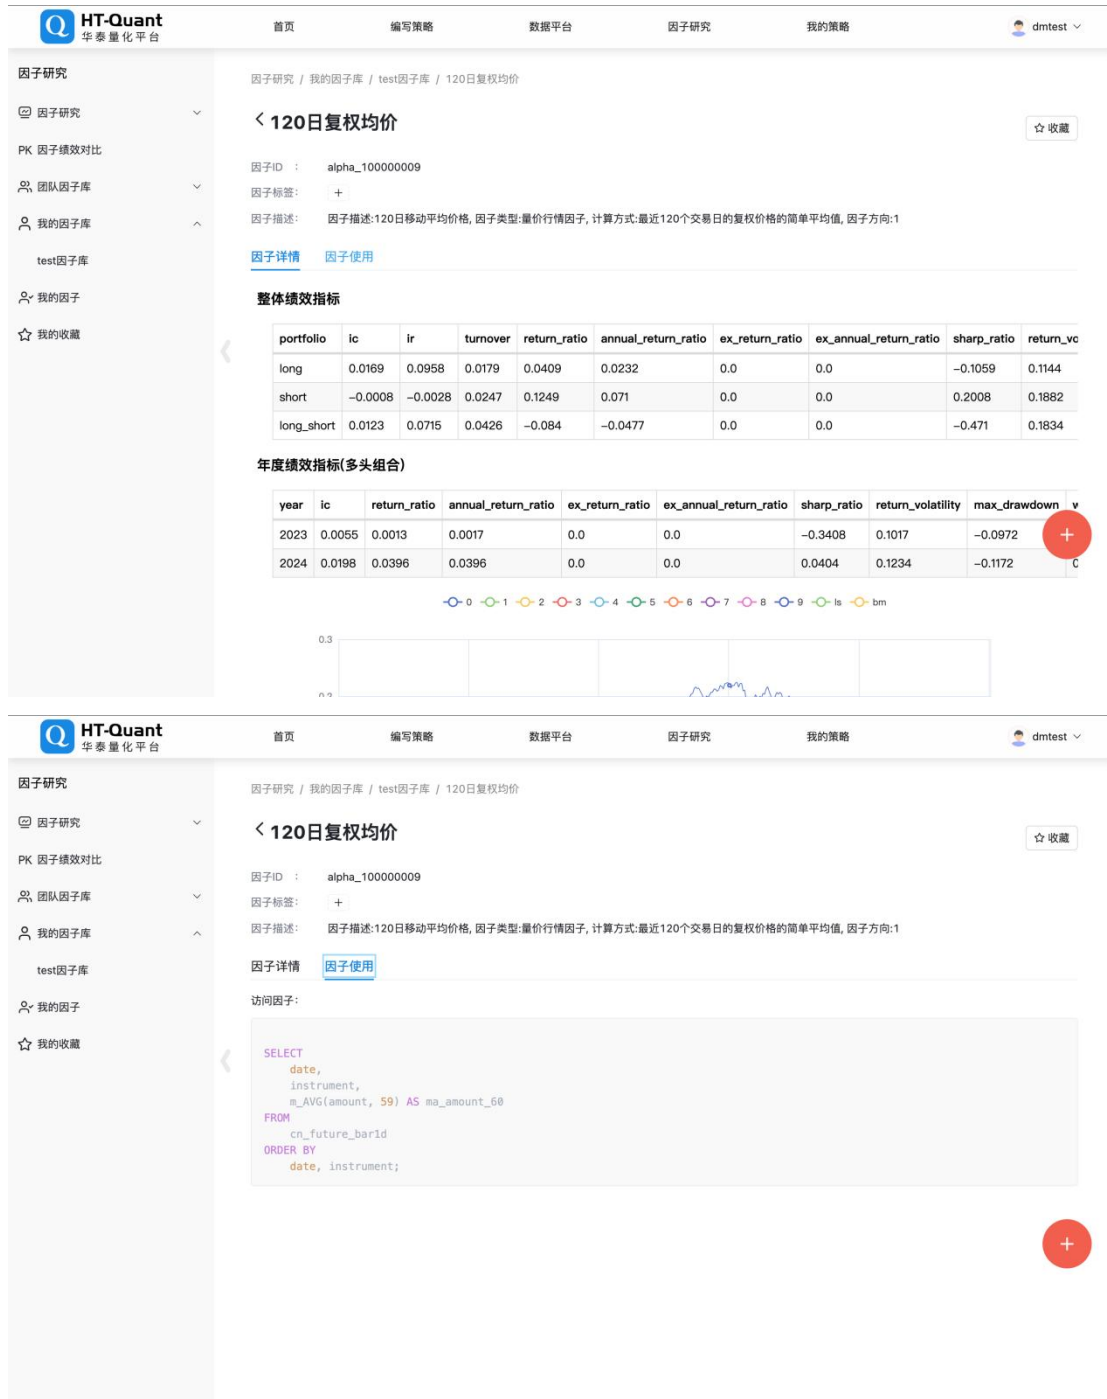 HT-Quant
华泰量化平台
首页 编写策略 数据平台 因子研究 我的策略 dmtest
因子研究
因子研究
PK 因子绩效对比
团队因子库
我的因子库
test因子库
我的因子
我的收藏
因子研究 / 我的因子库 / test因子库 / 120日复权均价
120日复权均价
收藏
因子ID : alpha_100000009
因子标签: +
因子描述: 因子描述:120日移动平均价格, 因子类型:量价行情因子, 计算方式:最近120个交易日的复权价格的简单平均值, 因子方向:1
因子详情 因子使用
整体绩效指标
portfolio ic ir turnover return_ratio annual_return_ratio ex_return_ratio ex_annual_return_ratio sharp_ratio return_vo
long 0.0169 0.0958 0.0179 0.0409 0.0232 0.0 0.0 −0.1059 0.1144
short −0.0008 −0.0028 0.0247 0.1249 0.071 0.0 0.0 0.2008 0.1882
long_short 0.0123 0.0715 0.0426 −0.084 −0.0477 0.0 0.0 −0.471 0.1834
年度绩效指标(多头组合)
year ic return_ratio annual_return_ratio ex_return_ratio ex_annual_return_ratio sharp_ratio return_volatility max_drawdown
2023 0.0055 0.0013 0.0017 0.0 0.0 −0.3408 0.1017 −0.0972
2024 0.0198 0.0396 0.0396 0.0 0.0 0.0404 0.1234 −0.1172
+
0 1 2 3 4 5 6 7 8 9 ls bm
0.3
HT-Quant
华泰量化平台
首页 编写策略 数据平台 因子研究 我的策略 dmtest
因子研究
因子研究
PK 因子绩效对比
团队因子库
我的因子库
test因子库
我的因子
我的收藏
因子研究 / 我的因子库 / test因子库 / 120日复权均价
120日复权均价
收藏
因子ID : alpha_100000009
因子标签: +
因子描述: 因子描述:120日移动平均价格, 因子类型:量价行情因子, 计算方式:最近120个交易日的复权价格的简单平均值, 因子方向:1
因子详情 因子使用
访问因子:
SELECT
date,
instrument,
m_AVG(amount, 59) AS ma_amount_60
FROM
cn_future_bar1d
ORDER BY
date, instrument;
+